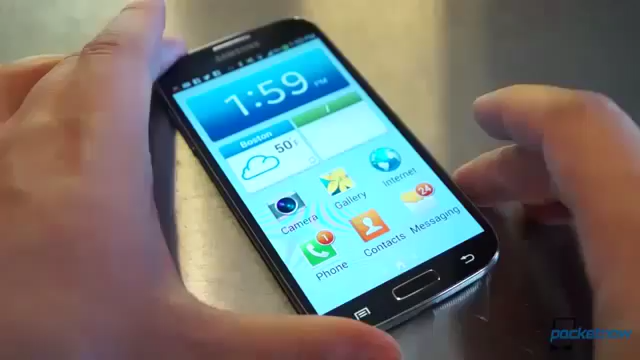 SAMSUNG
1:59 PM
Boston
50°
Internet
Gallery
Camera
24
Messaging
Contacts
1
Phone
pocketnow